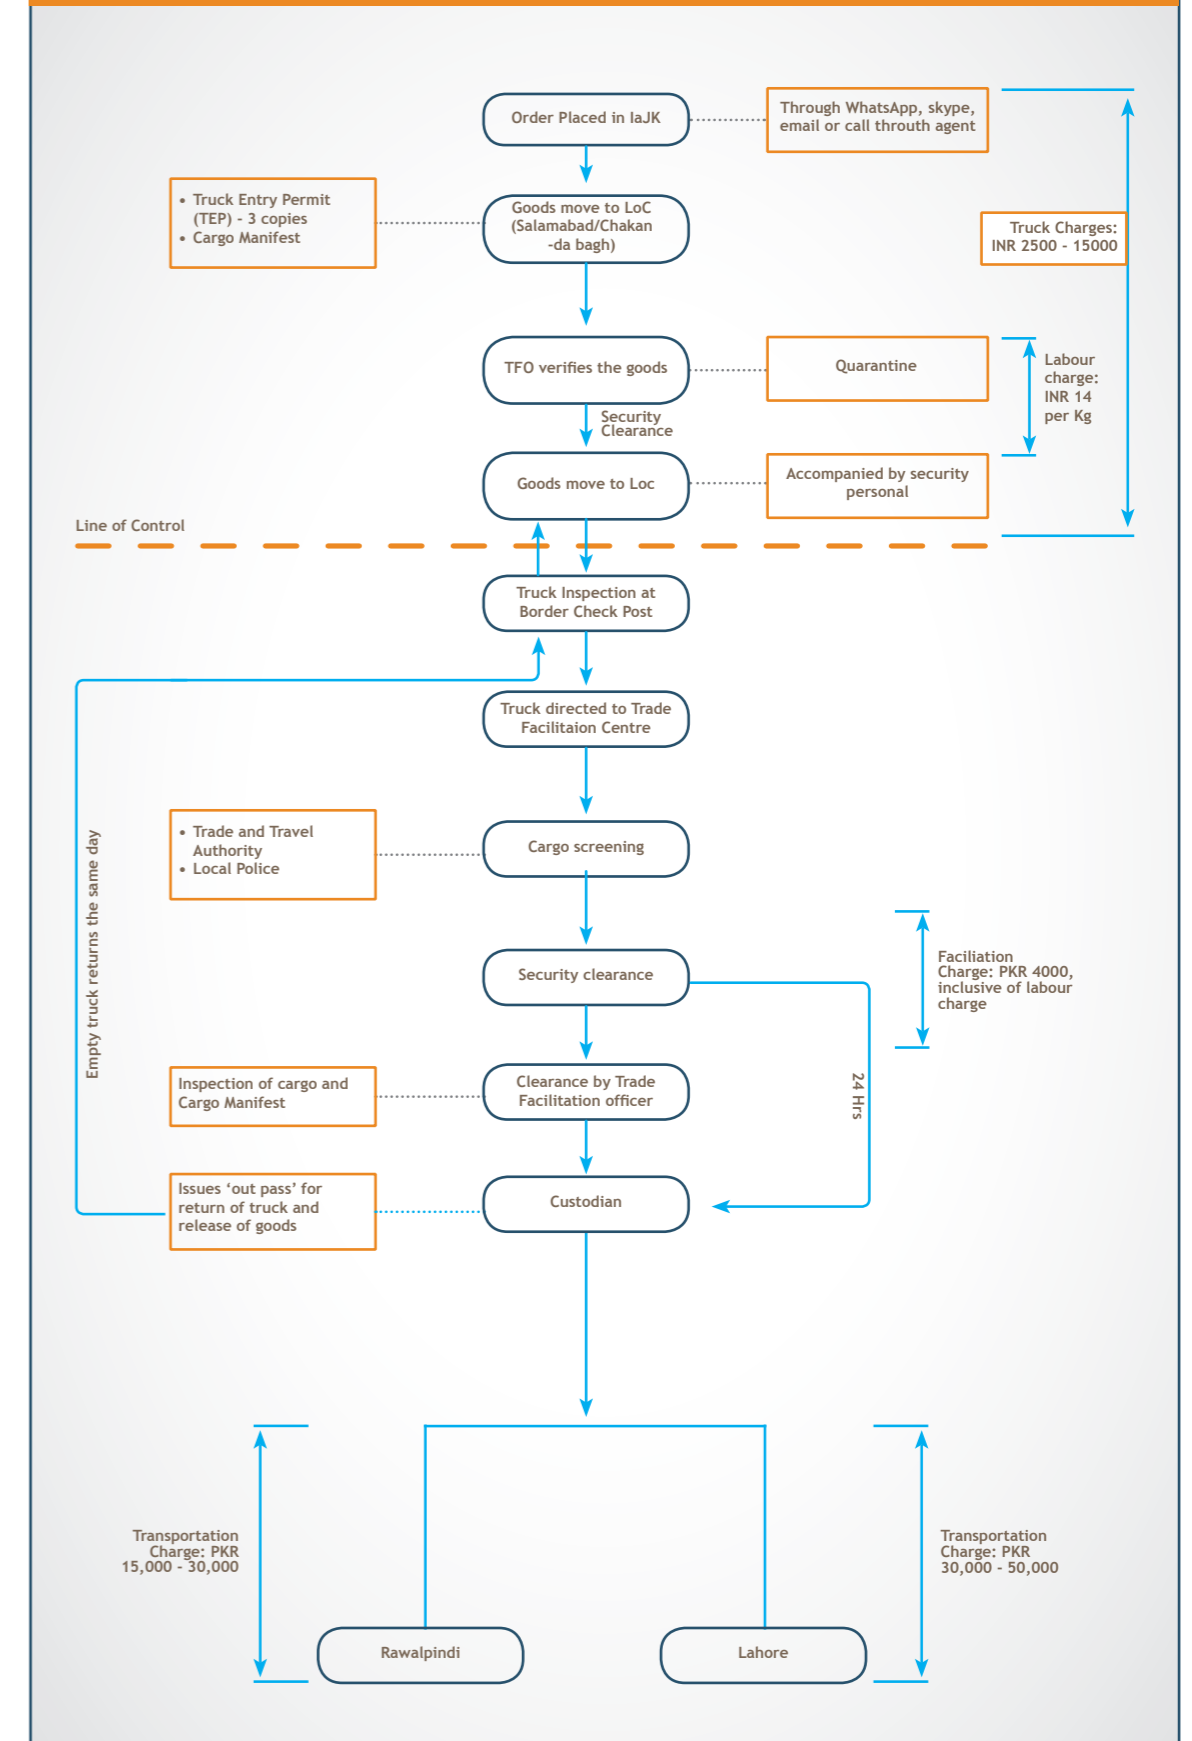 Order Placed in IaJK
Through WhatsApp, skype,
email or call throuth agent
• Truck Entry Permit
(TEP) - 3 copies
• Cargo Manifest
Goods move to LoC
(Salamabad/Chakan
-da bagh)
Truck Charges:
INR 2500 - 15000
TFO verifies the goods
Quarantine
Labour
charge:
INR 14
per Kg
Security
Clearance
Goods move to Loc
Accompanied by security
personal
Line of Control
Truck Inspection at
Border Check Post
Truck directed to Trade
Facilitaion Centre
Empty truck returns the same day
• Trade and Travel
Authority
• Local Police
Cargo screening
Security clearance
Faciliation
Charge: PKR 4000,
inclusive of labour
charge
24 Hrs
Inspection of cargo and
Cargo Manifest
Clearance by Trade
Facilitation officer
Issues ‘out pass’ for
return of truck and
release of goods
Custodian
Transportation
Charge: PKR
15,000 - 30,000
Transportation
Charge: PKR
30,000 - 50,000
Rawalpindi
Lahore